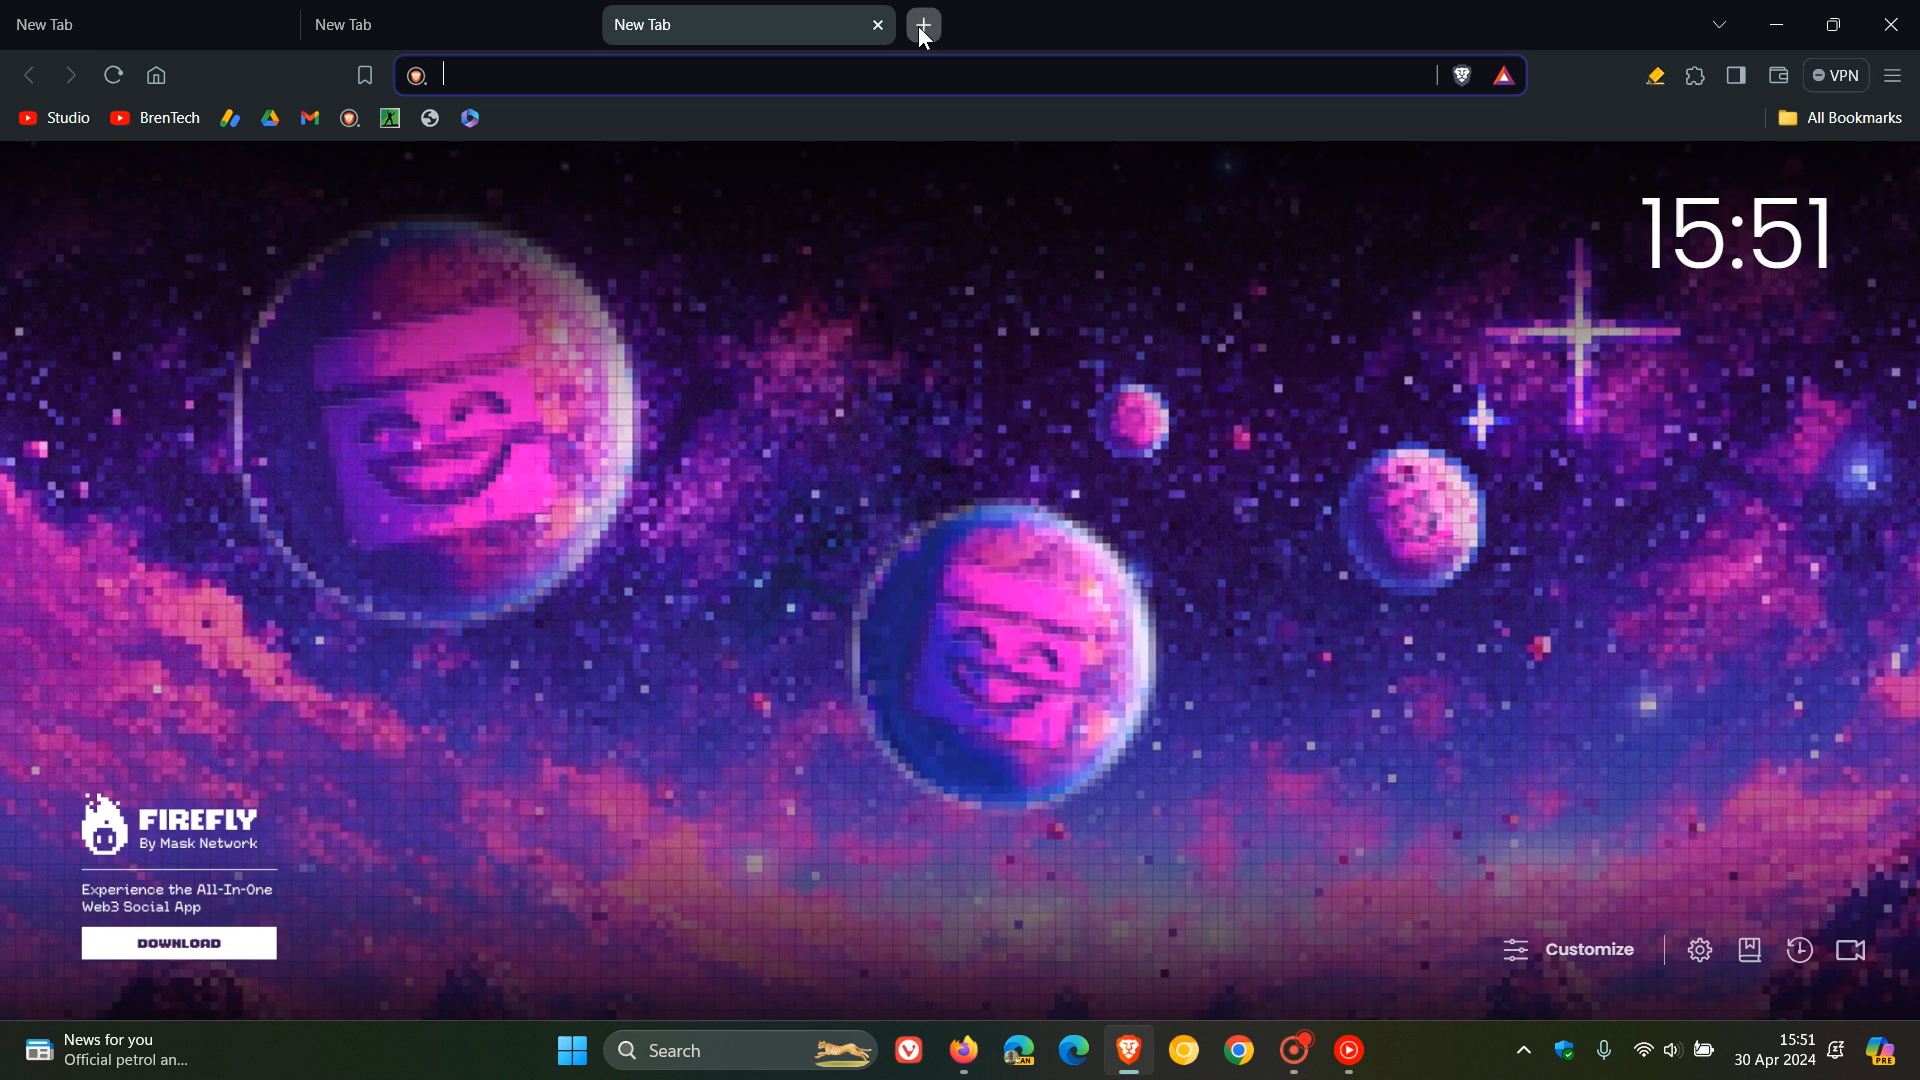 New Tab
New Tab
New Tab
VPN
Studio
BrenTech
All Bookmarks
15:51
FIREFLY
By Mask Network
Experience the All-In-One
Web3 Social App
DOWNLOAD
Customize
News for you
Official petrol an...
Search
CAN
15:51
30 Apr 2024
PRE